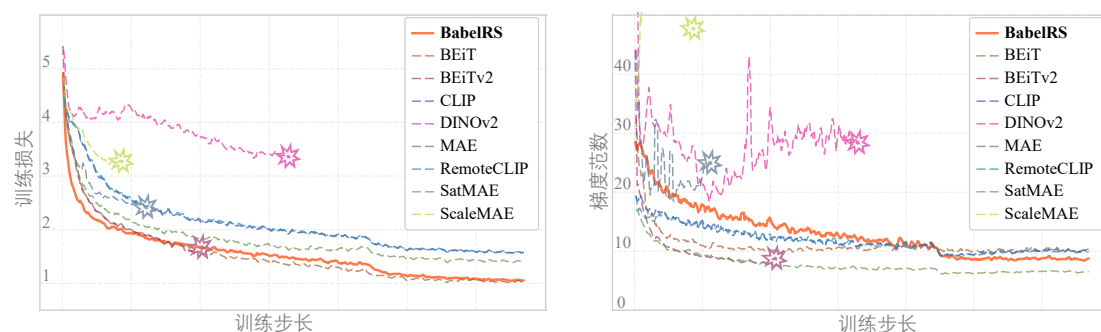 训练损失
5
4
3
2
1
训练步长
BabelRS
BEiT
BEiTv2
CLIP
DINOv2
MAE
RemoteCLIP
SatMAE
ScaleMAE
梯度范数
40
30
20
10
0
训练步长
BabelRS
BEiT
BEiTv2
CLIP
DINOv2
MAE
RemoteCLIP
SatMAE
ScaleMAE